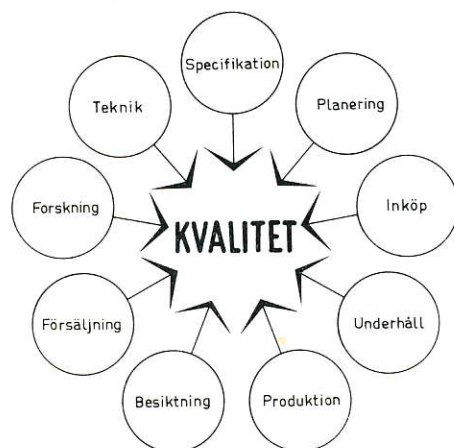 Specifikation
Teknik
Planering
Forskning
KVALITET
Inköp
Försäljning
Underhåll
Besiktning
Produktion